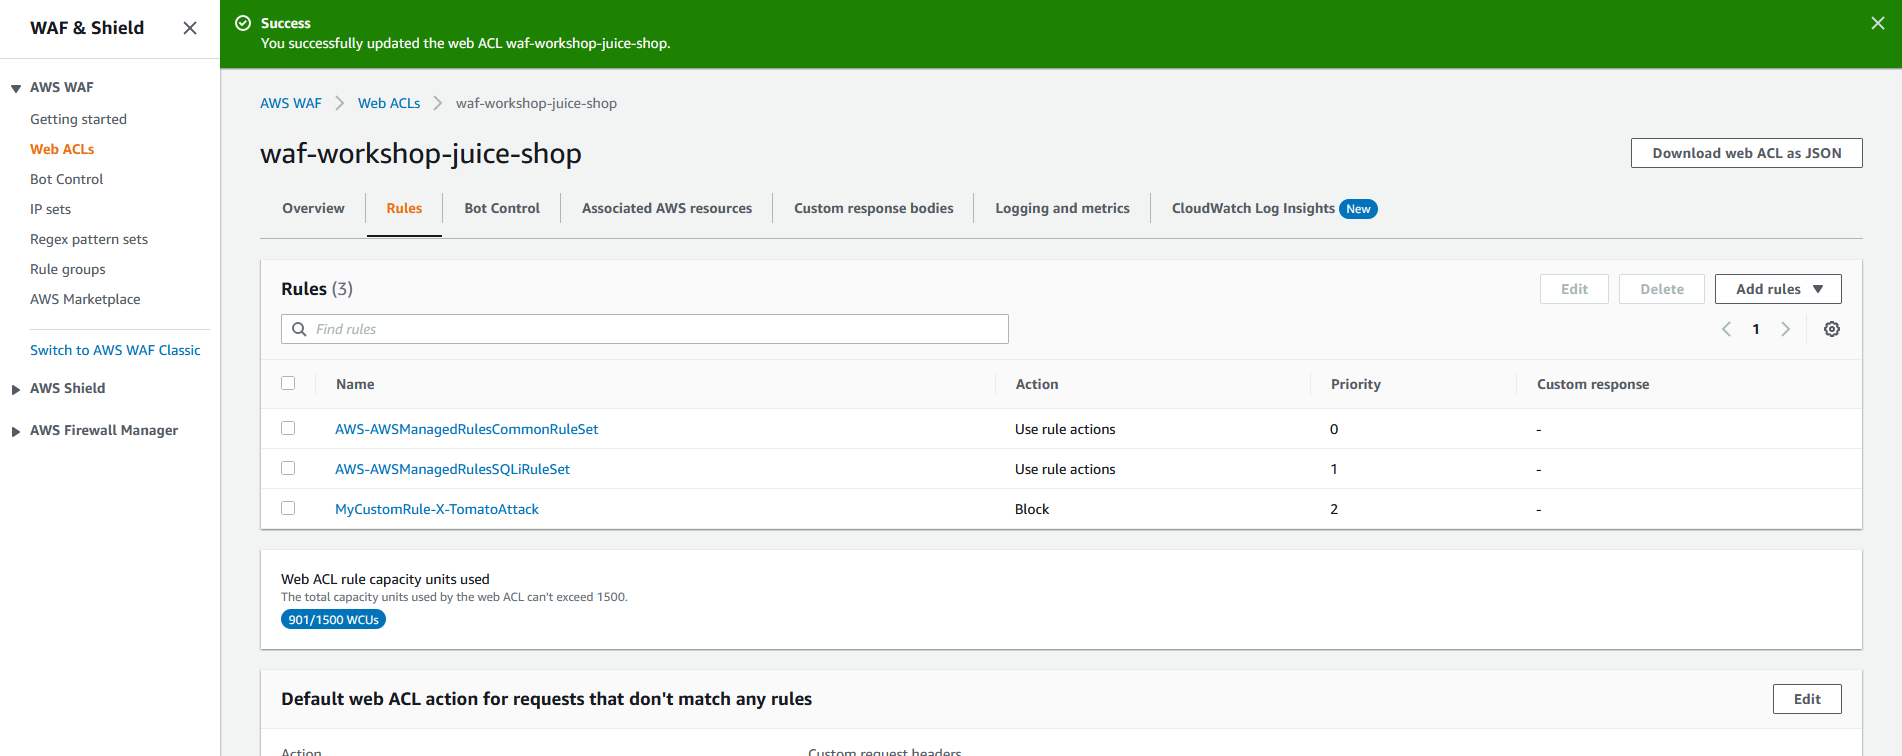 WAF & Shield
AWS WAF
Getting started
Web ACLs
Bot Control
IP sets
Regex pattern sets
Rule groups
AWS Marketplace
Switch to AWS WAF Classic
AWS Shield
AWS Firewall Manager
Success
You successfully updated the web ACL waf-workshop-juice-shop.
AWS WAF Web ACLs waf-workshop-juice-shop
waf-workshop-juice-shop
Download web ACL as JSON
Overview Rules Bot Control Associated AWS resources Custom response bodies Logging and metrics CloudWatch Log Insights New
Rules (3)
Edit Delete Add rules
Find rules
1
Name Action Priority Custom response
AWS-AWSManagedRulesCommonRuleSet Use rule actions 0 -
AWS-AWSManagedRulesSQLiRuleSet Use rule actions 1 -
MyCustomRule-X-TomatoAttack Block 2 -
Web ACL rule capacity units used
The total capacity units used by the web ACL can't exceed 1500.
901/1500 WCUs
Default web ACL action for requests that don't match any rules
Edit
Action Custom request headers